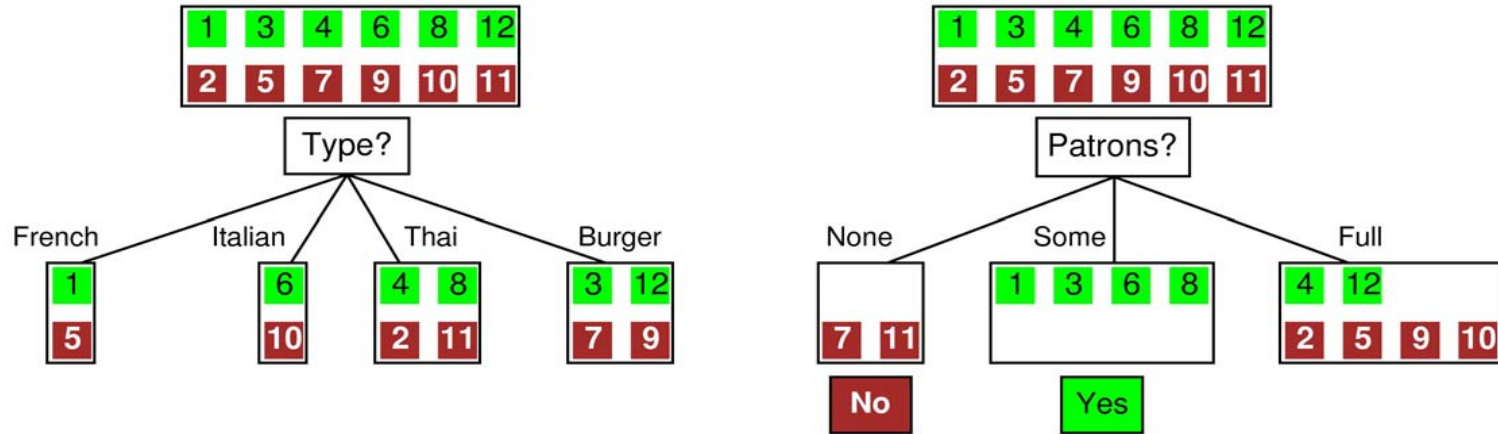 1 3 4 6 8 12
2 5 7 9 10 11
Type?
French Italian Thai Burger
1 6 4 8 3 12
5 10 2 11 7 9
1 3 4 6 8 12
2 5 7 9 10 11
Patrons?
None Some Full
1 3 6 8 4 12
7 11 2 5 9 10
No Yes